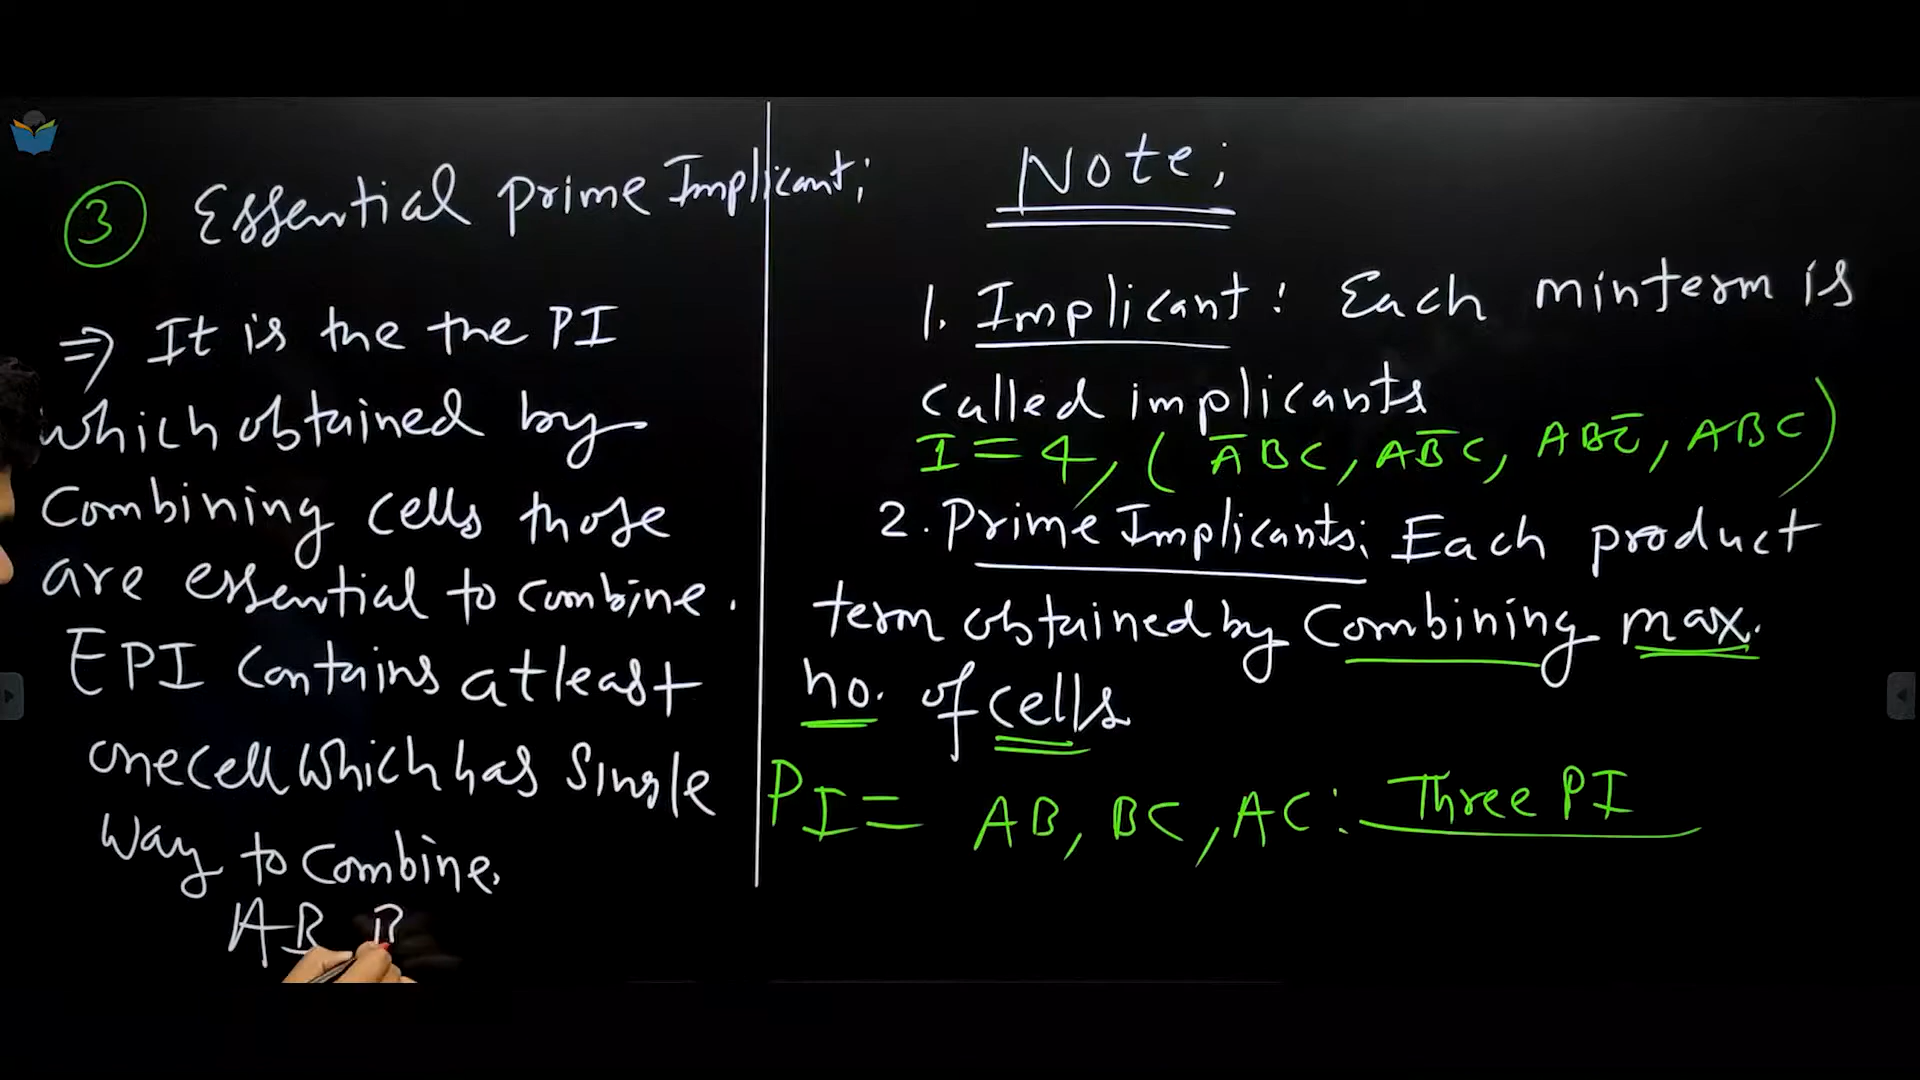 3 Essential prime Implicant;
⇒ It is the the PI
which obtained by
Combining cells those
are essential to combine.
EPI contains atleast
one cell which has single
way to combine.
AB
Note;
1. Implicant: Each minterm is
called implicants
I = 4, ( A̅BC, AB̅C, ABC̅, ABC )
2. Prime Implicants: Each product
term obtained by Combining max.
no. of cells
PI = AB, BC, AC: Three PI